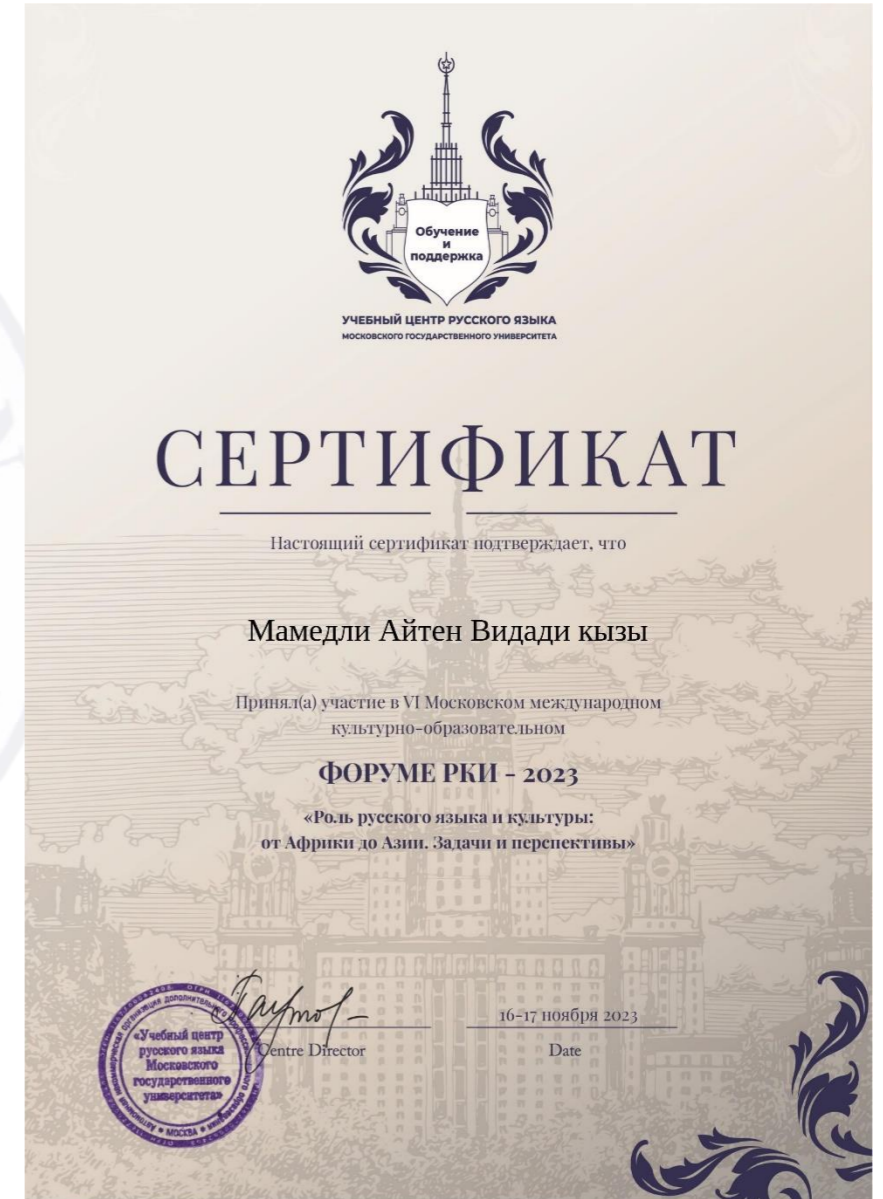 Обучение
и
поддержка
УЧЕБНЫЙ ЦЕНТР РУССКОГО ЯЗЫКА
МОСКОВСКОГО ГОСУДАРСТВЕННОГО УНИВЕРСИТЕТА
СЕРТИФИКАТ
Настоящий сертификат подтверждает, что
Мамедли Айтен Видади кызы
Принял(а) участие в VI Московском международном
культурно-образовательном
ФОРУМЕ РКИ - 2023
«Роль русского языка и культуры:
от Африки до Азии. Задачи и перспективы»
16-17 ноября 2023
Centre Director
Date
«Учебный центр
русского языка
Московского
государственного
университета»
МОСКВА